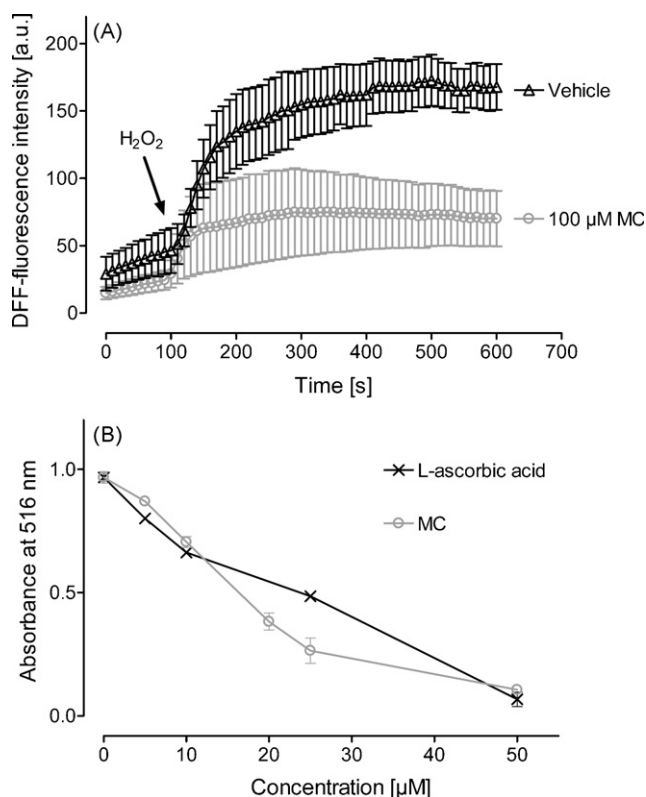 (A)
DFF-fluorescence intensity [a.u.]
200
150
100
50
0
H₂O₂
Vehicle
100 µM MC
0 100 200 300 400 500 600 700
Time [s]
(B)
Absorbance at 516 nm
1.0
0.5
0.0
L-ascorbic acid
MC
0 10 20 30 40 50
Concentration [µM]